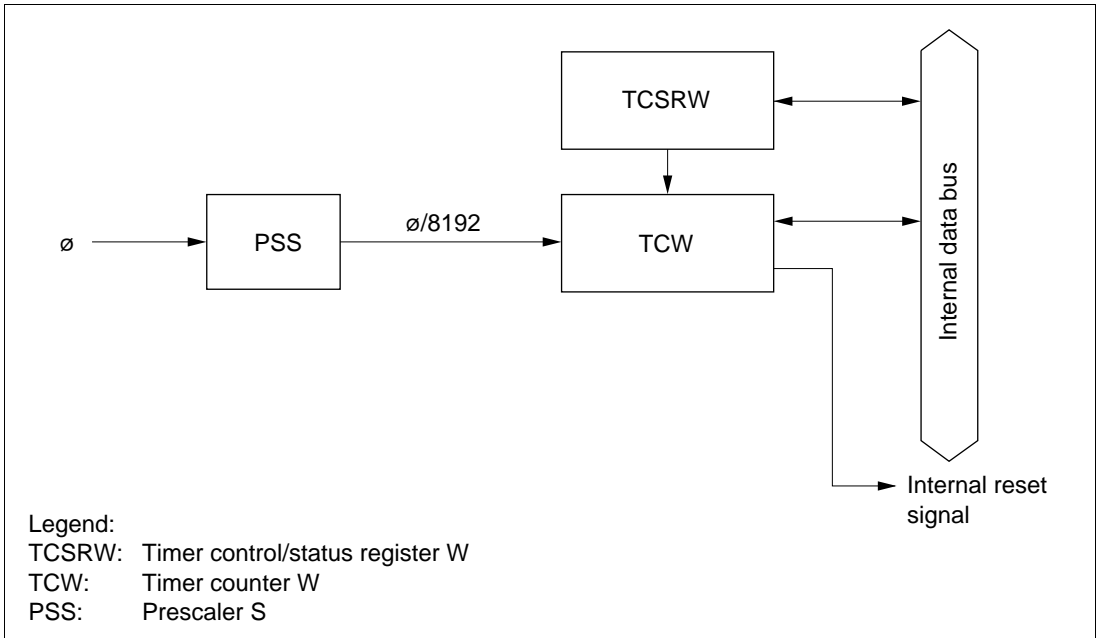 TCSRW
ø
PSS
ø/8192
TCW
Internal data bus
Internal reset
signal
Legend:
TCSRW: Timer control/status register W
TCW: Timer counter W
PSS: Prescaler S